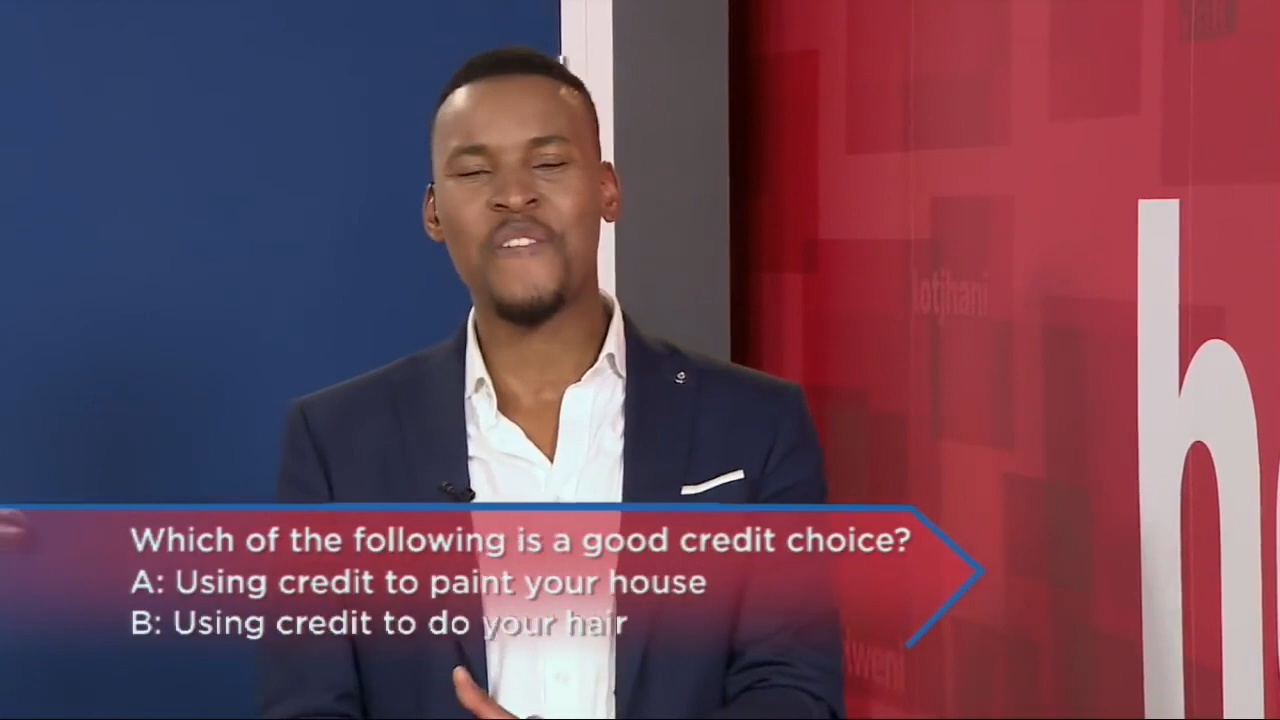 lotjhani
h
Which of the following is a good credit choice?
A: Using credit to paint your house
B: Using credit to do your hair